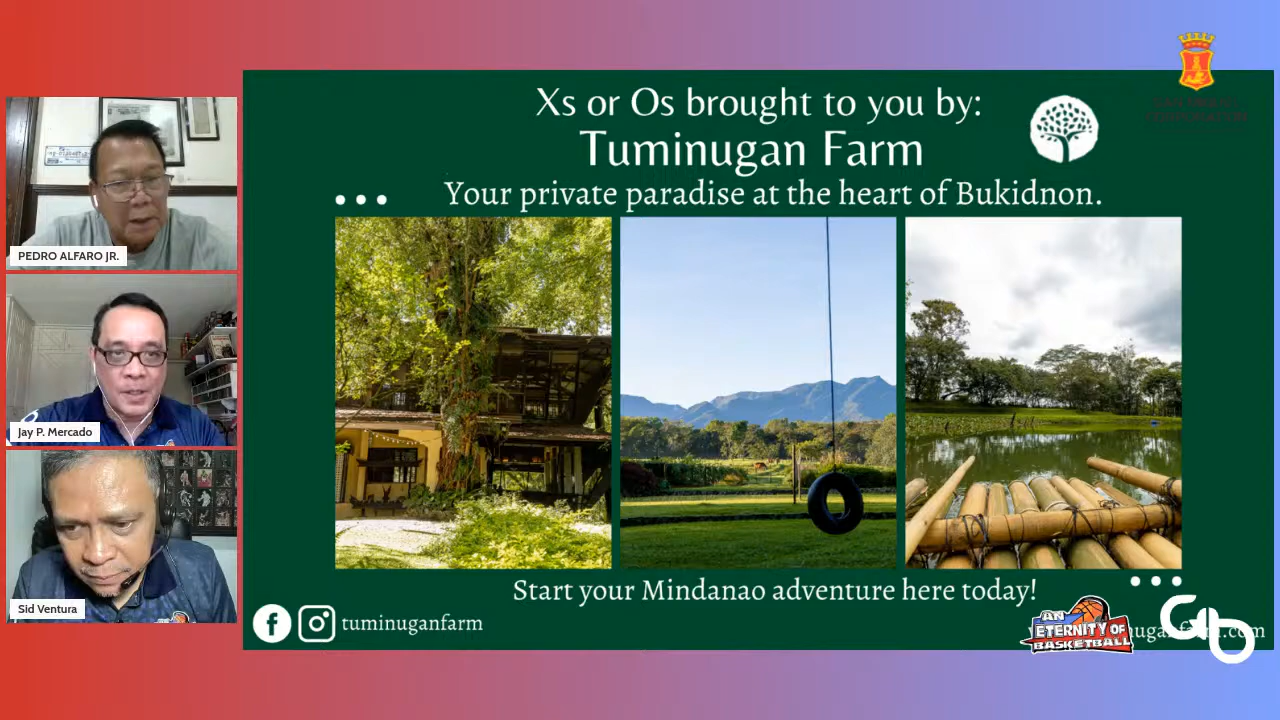 Xs or Os brought to you by:
Tuminugan Farm
Your private paradise at the heart of Bukidnon.
PEDRO ALFARO JR.
Jay P. Mercado
Sid Ventura
Start your Mindanao adventure here today!
tuminuganfarm
AN
ETERNITY OF
BASKETBALL